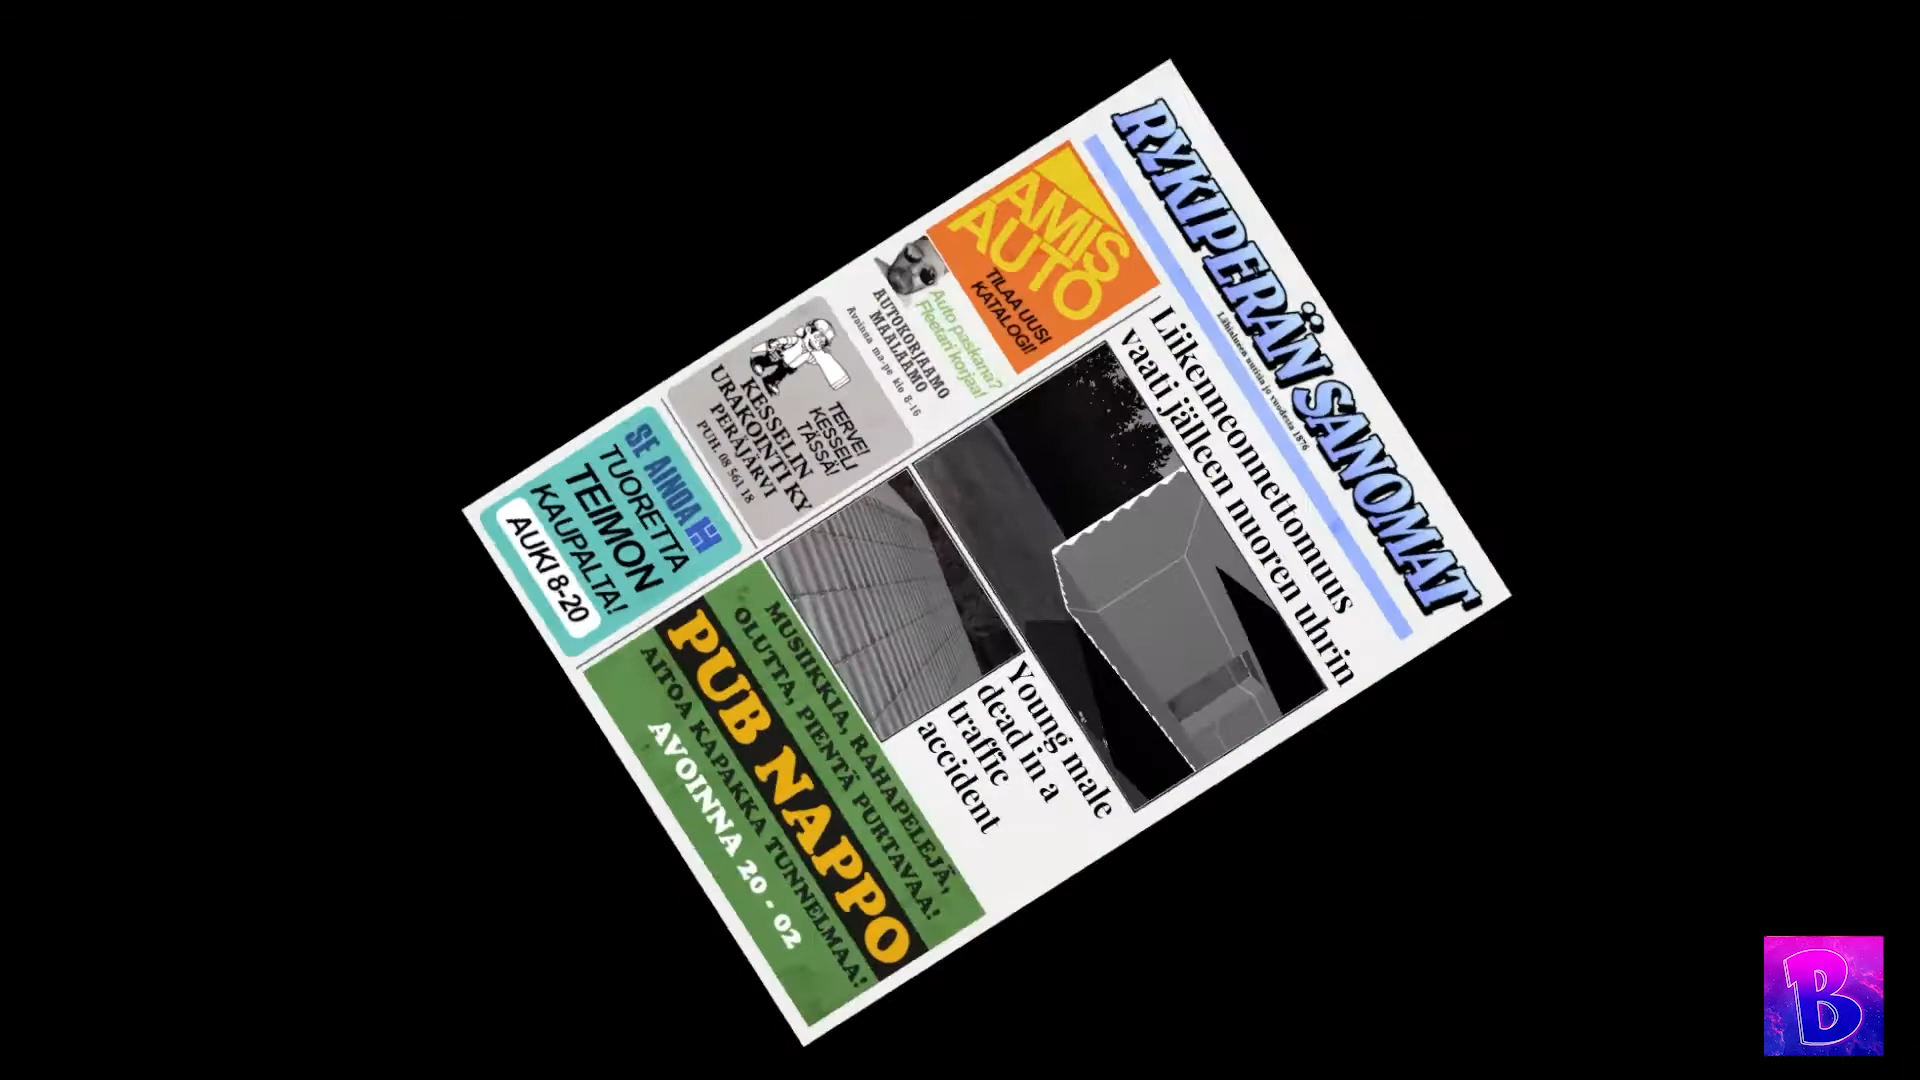 RYKIPERÄN SANOMAT
Lähialueen uutisia jo vuodesta 1876
AMIS
AUTO
TILAA UUSI
KATALOGI!
Auto paskana?
Fleetari korjaa!
AUTOKORJAAMO
MAALAAMO
Avoinna ma-pe klo 8-16
TERVE!
KESSELI
TÄSSÄ!
KESSELIN
URAKOINTI KY
PERÄJÄRVI
PUH. 08 561 18
SE AINOA
TUORETTA
TEIMON
KAUPALTA!
AUKI 8-20
Liikenneonnettomuus
vaati jälleen nuoren uhrin
Young male
dead in a
traffic
accident
MUSIIKKIA, RAHAPELEJÄ,
OLUTTA, PIENTÄ PURTAVAA!
PUB NAPPO
AITOA KAPAKKA TUNNELMAA!
AVOINNA 20 - 02
B